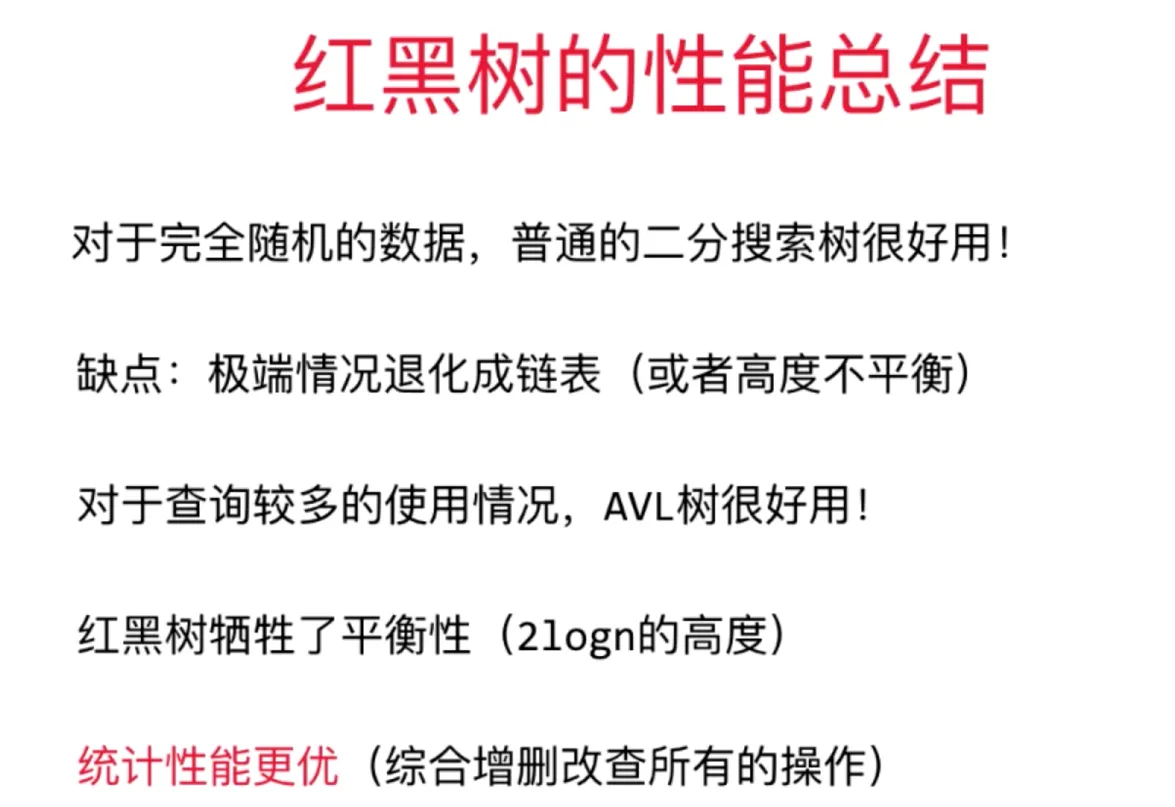 红黑树的性能总结
对于完全随机的数据，普通的二分搜索树很好用！
缺点：极端情况退化成链表（或者高度不平衡）
对于查询较多的使用情况，AVL树很好用！
红黑树牺牲了平衡性（2logn的高度）
统计性能更优（综合增删改查所有的操作）